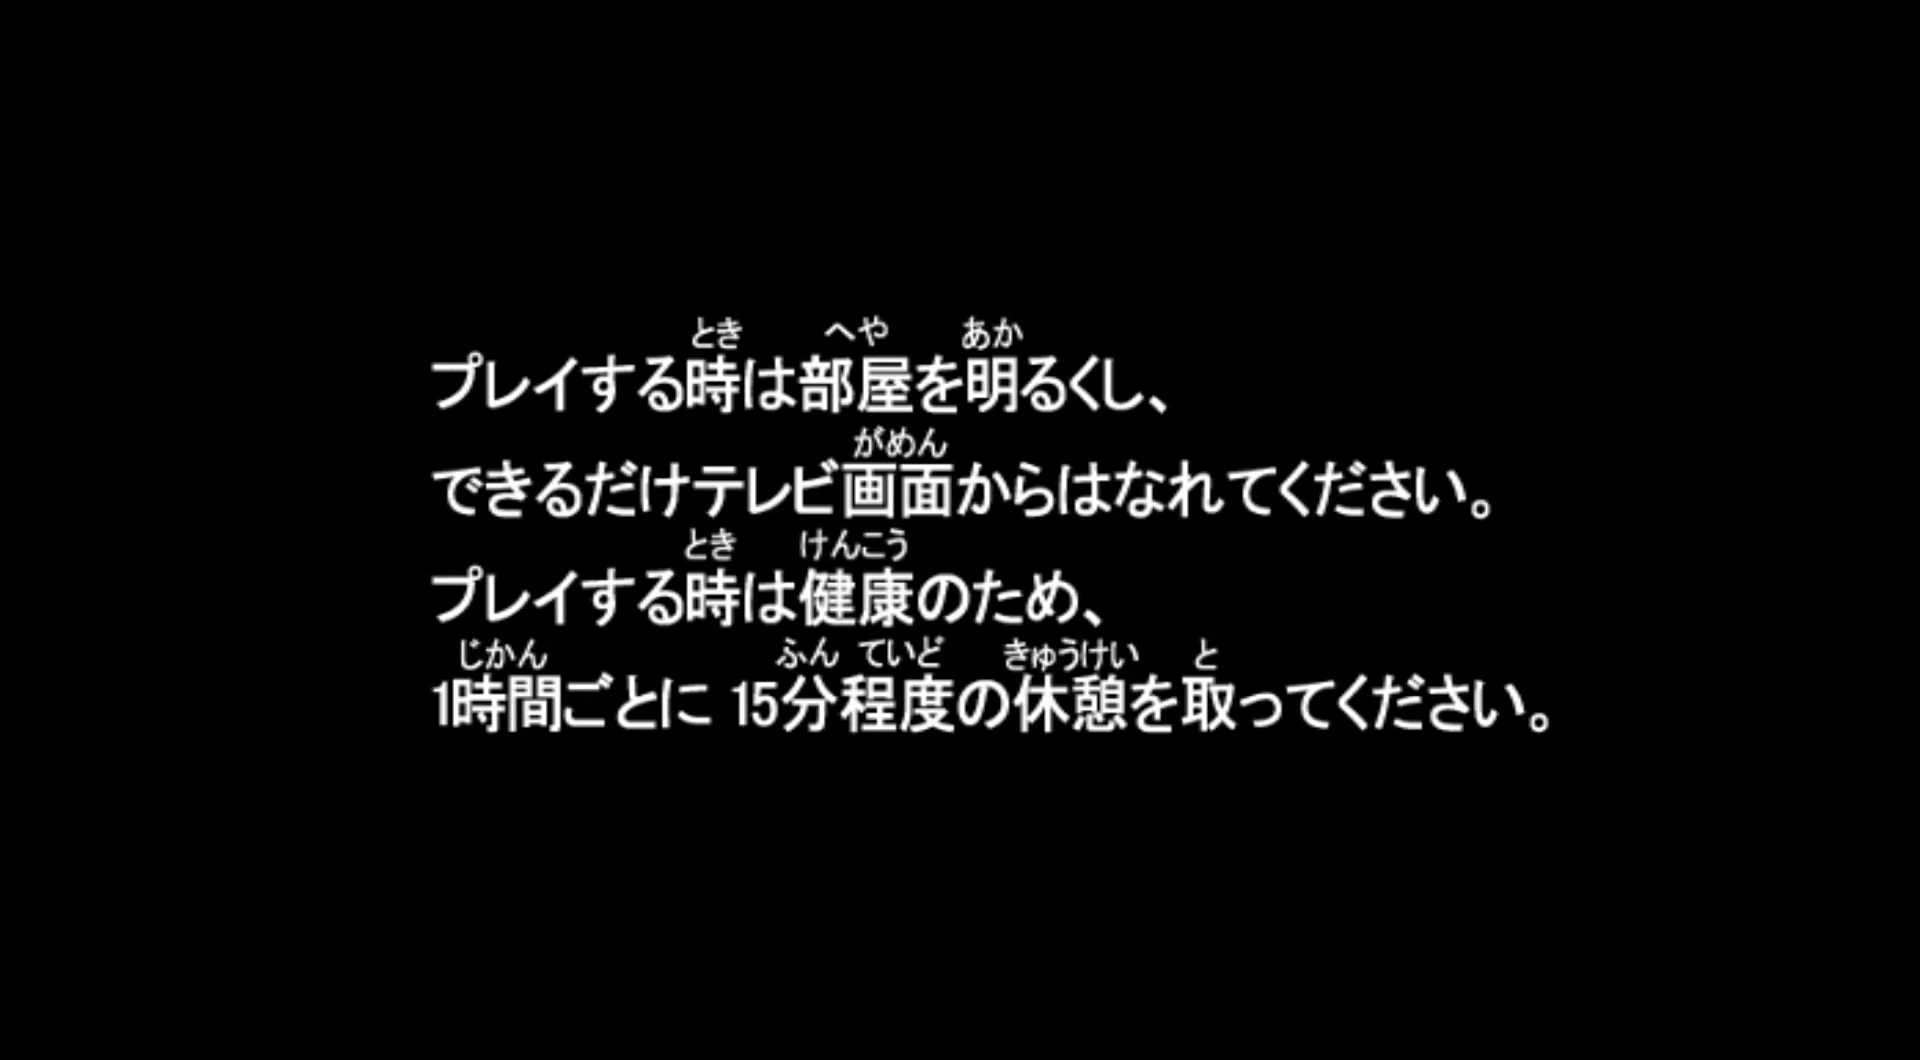 とき へや あか
プレイする時は部屋を明るくし、
がめん
できるだけテレビ画面からはなれてください。
とき けんこう
プレイする時は健康のため、
じかん ふん ていど きゅうけい と
1時間ごとに 15分程度の休憩を取ってください。